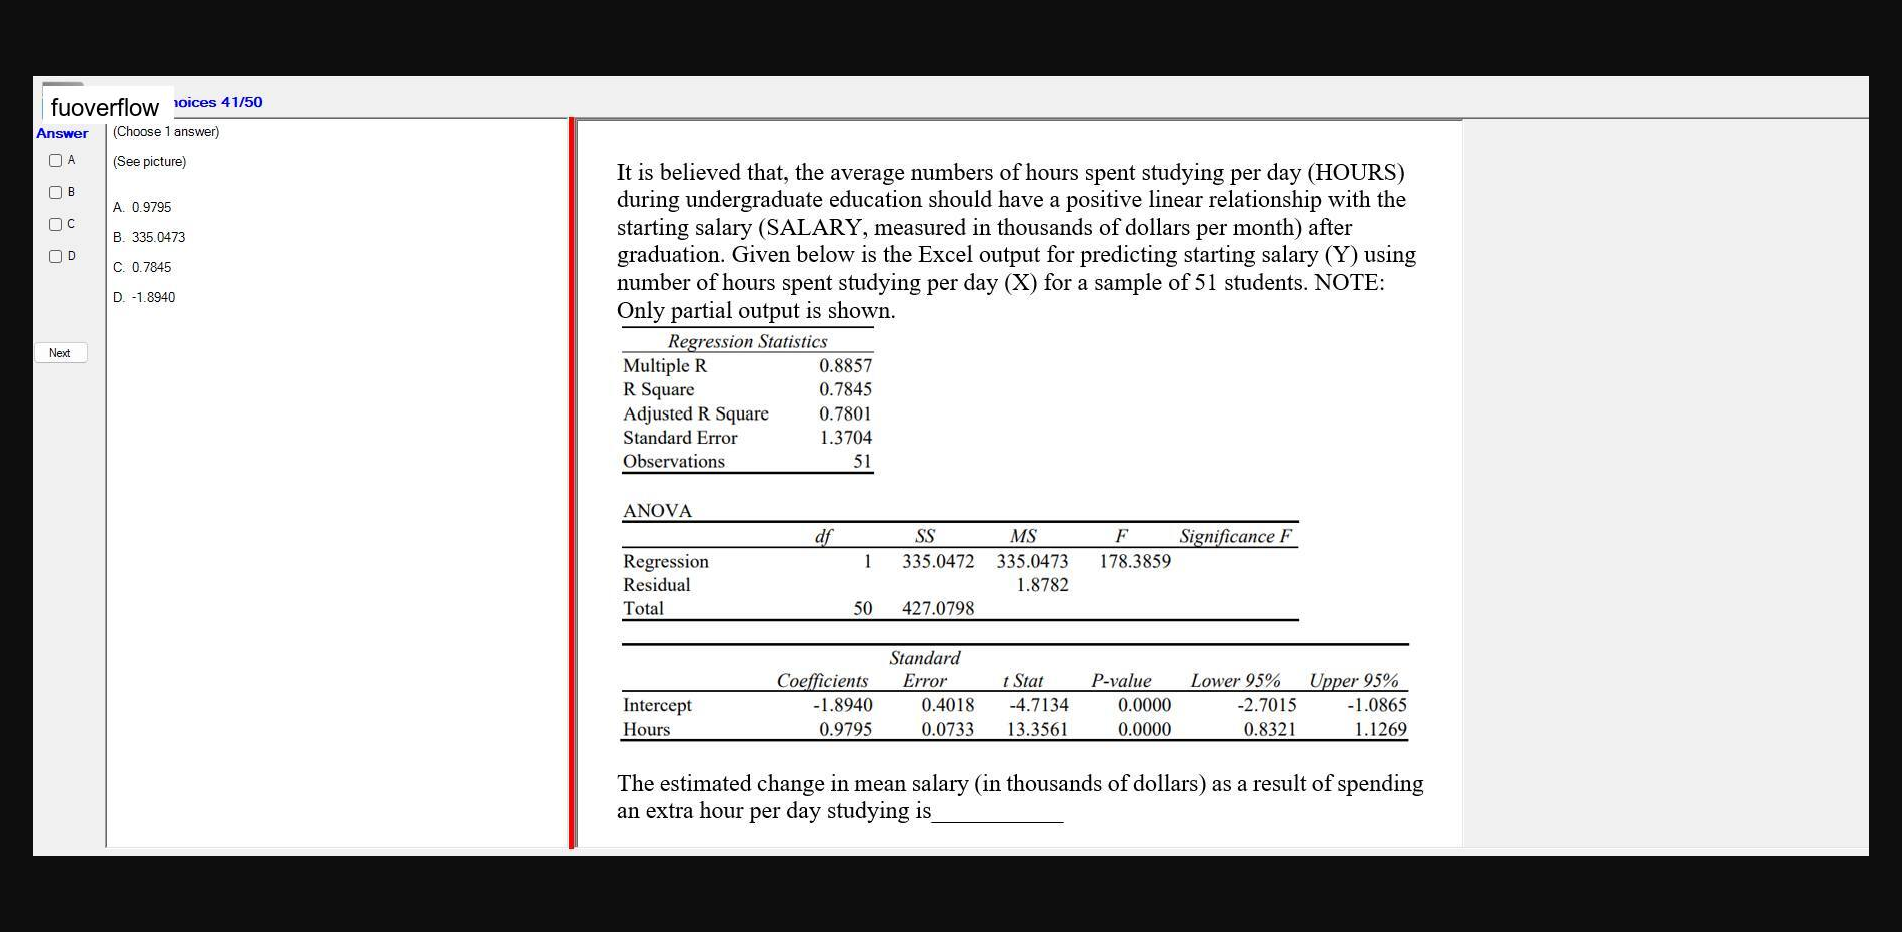 fuoverflow
hoices 41/50
Answer
(Choose 1 answer)
A
(See picture)
B
C
D
A. 0.9795
B. 335.0473
C. 0.7845
D. -1.8940
Next
It is believed that, the average numbers of hours spent studying per day (HOURS)
during undergraduate education should have a positive linear relationship with the
starting salary (SALARY, measured in thousands of dollars per month) after
graduation. Given below is the Excel output for predicting starting salary (Y) using
number of hours spent studying per day (X) for a sample of 51 students. NOTE:
Only partial output is shown.
Regression Statistics
Multiple R 0.8857
R Square 0.7845
Adjusted R Square 0.7801
Standard Error 1.3704
Observations 51
ANOVA
df SS MS F Significance F
Regression 1 335.0472 335.0473 178.3859
Residual 1.8782
Total 50 427.0798
Standard
Coefficients Error t Stat P-value Lower 95% Upper 95%
Intercept -1.8940 0.4018 -4.7134 0.0000 -2.7015 -1.0865
Hours 0.9795 0.0733 13.3561 0.0000 0.8321 1.1269
The estimated change in mean salary (in thousands of dollars) as a result of spending
an extra hour per day studying is___________